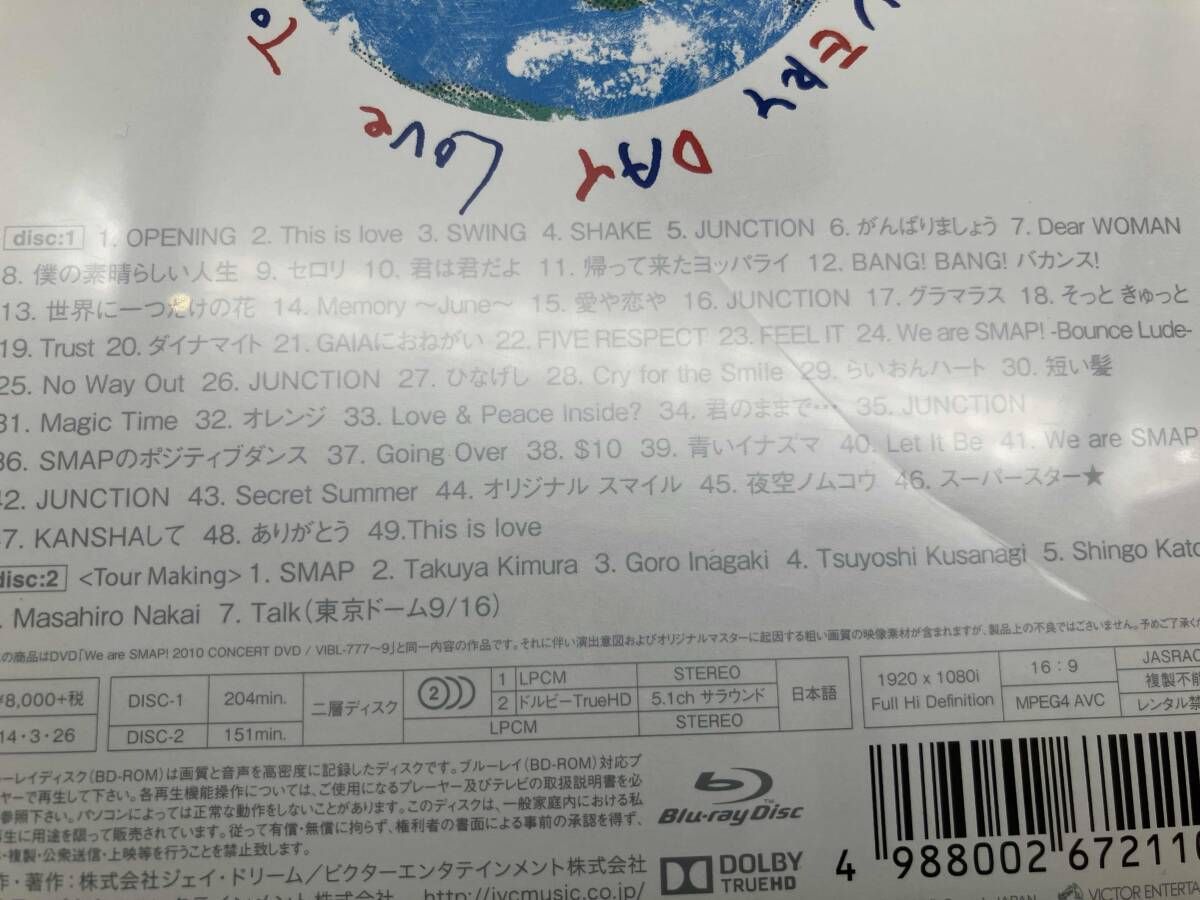 TO
LOVE
DAY
VERY
disc:1 1. OPENING 2. This is love 3. SWING 4. SHAKE 5. JUNCTION 6. がんばりましょう 7. Dear WOMAN
8. 僕の素晴らしい人生 9. セロリ 10. 君は君だよ 11. 帰って来たヨッパライ 12. BANG! BANG! バカンス!
13. 世界に一つだけの花 14. Memory 〜June〜 15. 愛や恋や 16. JUNCTION 17. グラマラス 18. そっと きゅっと
19. Trust 20. ダイナマイト 21. GAIAにおねがい 22. FIVE RESPECT 23. FEEL IT 24. We are SMAP! -Bounce Lude-
25. No Way Out 26. JUNCTION 27. ひなげし 28. Cry for the Smile 29. らいおんハート 30. 短い髪
31. Magic Time 32. オレンジ 33. Love & Peace Inside? 34. 君のままで… 35. JUNCTION
36. SMAPのポジティブダンス 37. Going Over 38. $10 39. 青いイナズマ 40. Let It Be 41. We are SMAP
42. JUNCTION 43. Secret Summer 44. オリジナル スマイル 45. 夜空ノムコウ 46. スーパースター★
47. KANSHAして 48. ありがとう 49.This is love
disc:2 <Tour Making> 1. SMAP 2. Takuya Kimura 3. Goro Inagaki 4. Tsuyoshi Kusanagi 5. Shingo Kato
. Masahiro Nakai 7. Talk(東京ドーム9/16)
の商品はDVD「We are SMAP! 2010 CONCERT DVD / VIBL-777〜9」と同一内容の作品です。それに伴い演出意図およびオリジナルマスターに起因する粗い画質の映像素材が含まれますが、製品上の不良ではございません。予めご了承くだ
¥8,000+税 DISC-1 204min. 二層ディスク 2 1 LPCM STEREO 日本語 1920 x 1080i 16:9 JASRAC
2 ドルビーTrueHD 5.1ch サラウンド Full Hi Definition MPEG4 AVC 複製不能
14・3・26 DISC-2 151min. LPCM STEREO レンタル禁
ーレイディスク(BD-ROM)は画質と音声を高密度に記録したディスクです。ブルーレイ(BD-ROM)対応プ
ヤーで再生して下さい。各再生機能操作については、ご使用になるプレーヤー及びテレビの取扱説明書を必
参照下さい。パソコンによっては正常な動作をしないことがあります。このディスクは、一般家庭内における私
再生に用途を限って販売されています。従って有償・無償に拘らず、権利者の書面による事前の承認を得ず、
・複製・公衆送信・上映等を行うことを禁止致します。
作・著作:株式会社ジェイ・ドリーム/ビクターエンタテインメント株式会社
エンタテインメント株式会社 http://jvcmusic.co.jp/
Blu-ray Disc
DOLBY
TRUEHD
4 988002 672110
JAPAN VICTOR ENTERTA